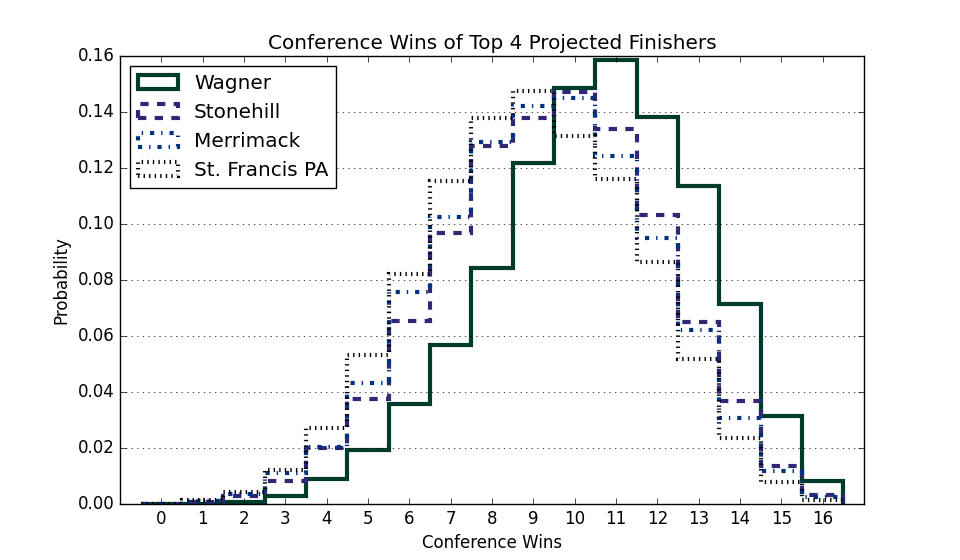 Conference Wins of Top 4 Projected Finishers
Wagner
Stonehill
Merrimack
St. Francis PA
Probability
0.16
0.14
0.12
0.10
0.08
0.06
0.04
0.02
0.00
0 1 2 3 4 5 6 7 8 9 10 11 12 13 14 15 16
Conference Wins